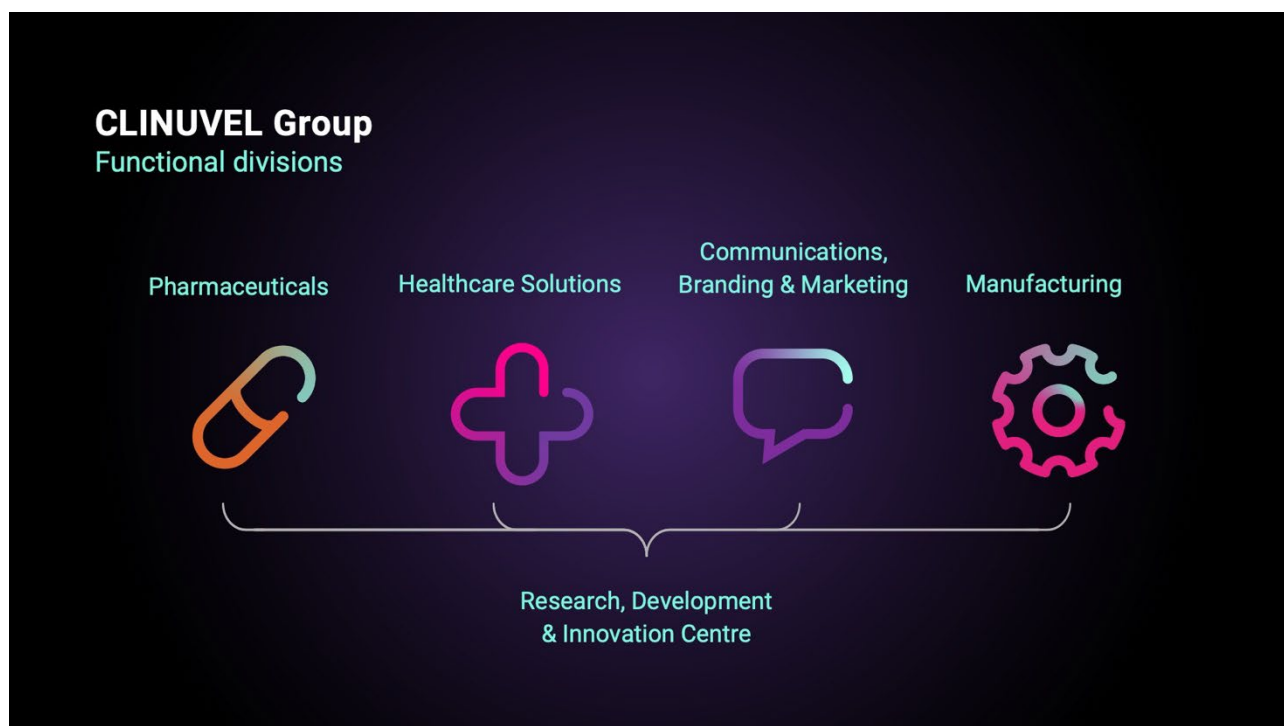 CLINUVEL Group
Functional divisions
Pharmaceuticals
Healthcare Solutions
Communications,
Branding & Marketing
Manufacturing
Research, Development
& Innovation Centre